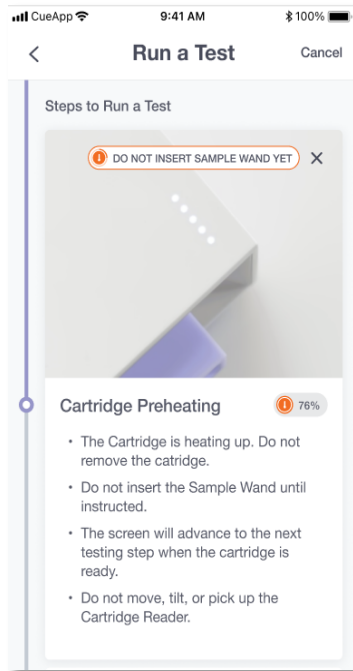 CueApp 9:41 AM 100%
Run a Test Cancel
Steps to Run a Test
DO NOT INSERT SAMPLE WAND YET
Cartridge Preheating 76%
• The Cartridge is heating up. Do not
remove the catridge.
• Do not insert the Sample Wand until
instructed.
• The screen will advance to the next
testing step when the cartridge is
ready.
• Do not move, tilt, or pick up the
Cartridge Reader.